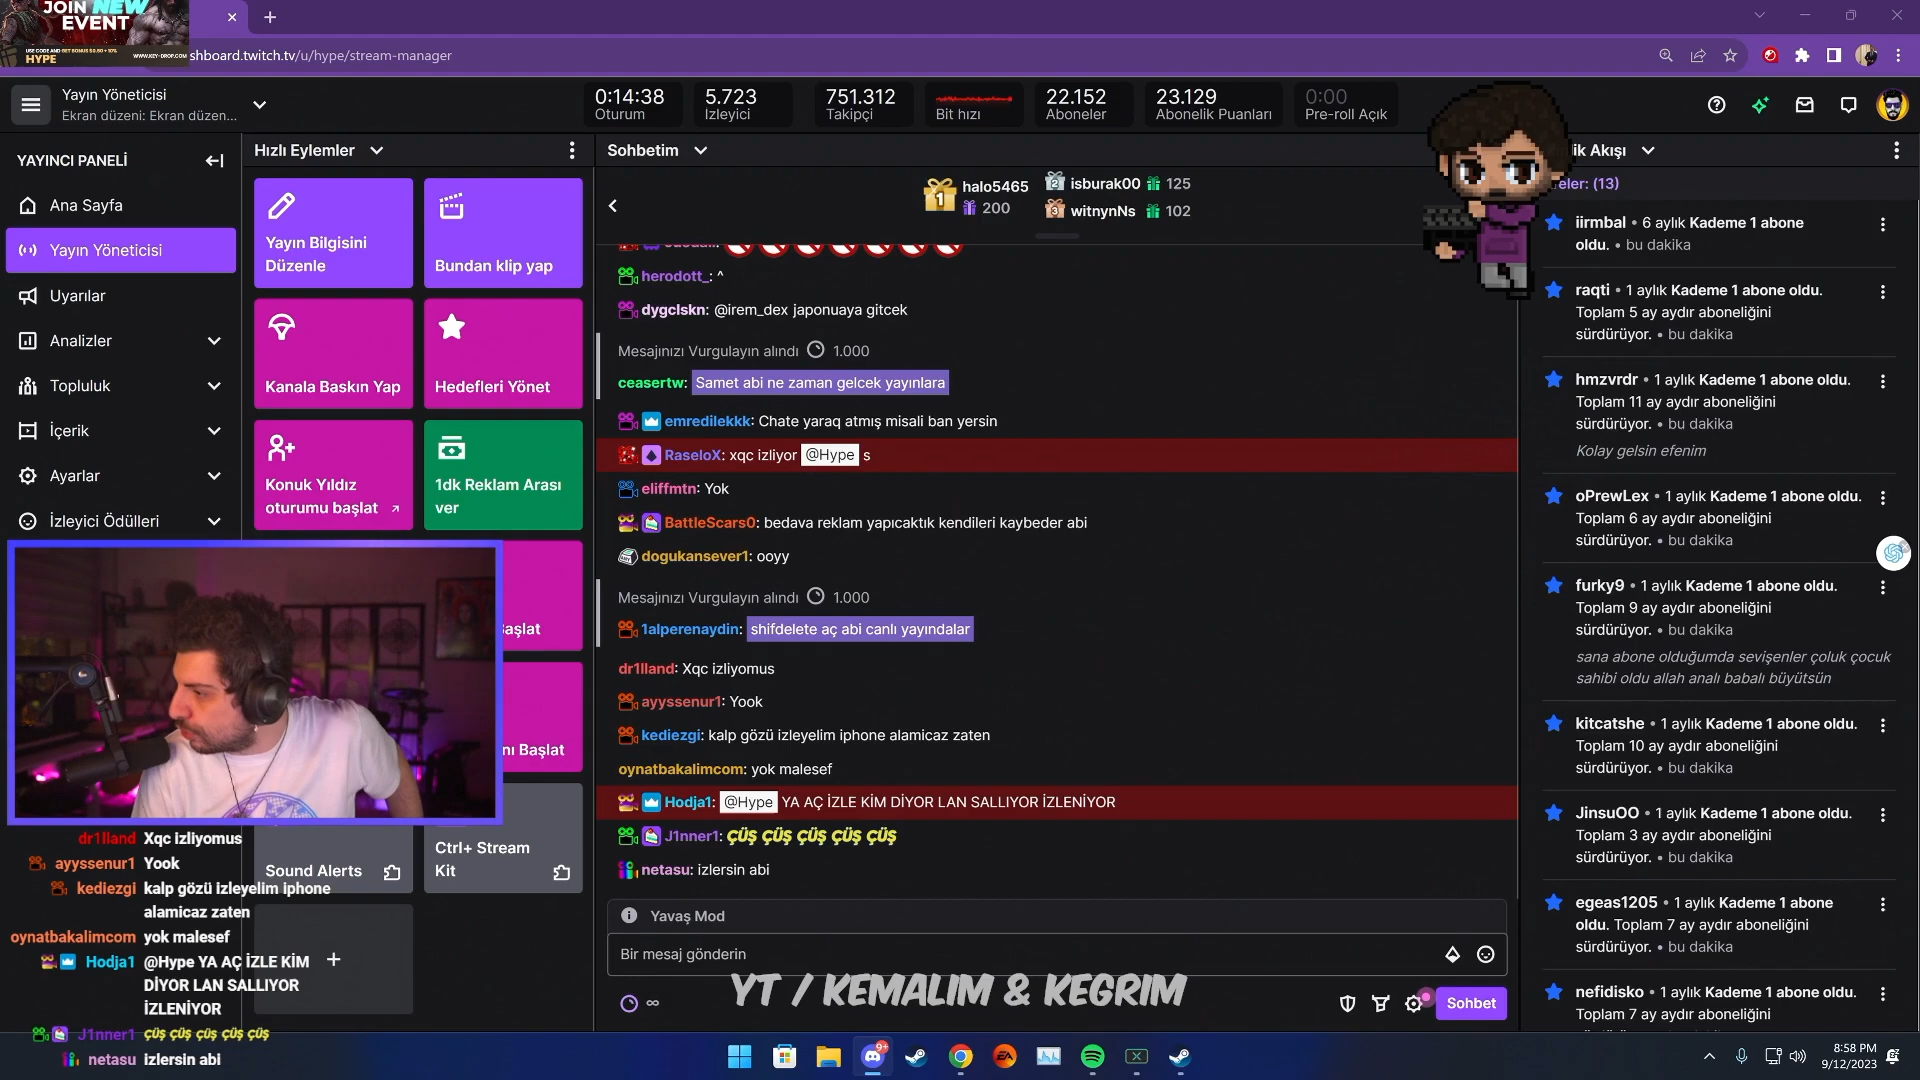 JOIN NEW
EVENT
USE CODE AND GET BONUS $0.50 + 10%
HYPE
WWW.KEY-DROP.COM
shboard.twitch.tv/u/hype/stream-manager
Yayın Yöneticisi
Ekran düzeni: Ekran düzen...
0:14:38
Oturum
5.723
İzleyici
751.312
Takipçi
Bit hızı
22.152
Aboneler
23.129
Abonelik Puanları
0:00
Pre-roll Açık
YAYINCI PANELİ
Ana Sayfa
Yayın Yöneticisi
Uyarılar
Analizler
Topluluk
İçerik
Ayarlar
İzleyici Ödülleri
Hızlı Eylemler
Yayın Bilgisini
Düzenle
Bundan klip yap
Kanala Baskın Yap
Hedefleri Yönet
Konuk Yıldız
oturumu başlat
1dk Reklam Arası
ver
aşlat
nı Başlat
Sound Alerts
Ctrl+ Stream
Kit
Sohbetim
1 halo5465
200
2 isburak00 125
3 witnynNs 102
herodott_: ^
dygclskn: @irem_dex japonuaya gitcek
Mesajınızı Vurgulayın alındı 1.000
ceasertw: Samet abi ne zaman gelcek yayınlara
emredilekkk: Chate yaraq atmış misali ban yersin
RaseloX: xqc izliyor @Hype s
eliffmtn: Yok
BattleScars0: bedava reklam yapıcaktık kendileri kaybeder abi
dogukansever1: ooyy
Mesajınızı Vurgulayın alındı 1.000
1alperenaydin: shifdelete aç abi canlı yayındalar
dr1lland: Xqc izliyomus
ayyssenur1: Yook
kediezgi: kalp gözü izleyelim iphone alamicaz zaten
oynatbakalimcom: yok malesef
Hodja1: @Hype YA AÇ İZLE KİM DİYOR LAN SALLIYOR İZLENİYOR
J1nner1: ÇÜŞ ÇÜŞ ÇÜŞ ÇÜŞ ÇÜŞ
netasu: izlersin abi
Yavaş Mod
Bir mesaj gönderin
∞
Sohbet
YT / KEMALIM & KEGRIM
ik Akışı
eler: (13)
iirmbal • 6 aylık Kademe 1 abone
oldu. • bu dakika
raqti • 1 aylık Kademe 1 abone oldu.
Toplam 5 ay aydır aboneliğini
sürdürüyor. • bu dakika
hmzvrdr • 1 aylık Kademe 1 abone oldu.
Toplam 11 ay aydır aboneliğini
sürdürüyor. • bu dakika
Kolay gelsin efenim
oPrewLex • 1 aylık Kademe 1 abone oldu.
Toplam 6 ay aydır aboneliğini
sürdürüyor. • bu dakika
furky9 • 1 aylık Kademe 1 abone oldu.
Toplam 9 ay aydır aboneliğini
sürdürüyor. • bu dakika
sana abone olduğumda sevişenler çoluk çocuk
sahibi oldu allah analı babalı büyütsün
kitcatshe • 1 aylık Kademe 1 abone oldu.
Toplam 10 ay aydır aboneliğini
sürdürüyor. • bu dakika
JinsuOO • 1 aylık Kademe 1 abone oldu.
Toplam 3 ay aydır aboneliğini
sürdürüyor. • bu dakika
egeas1205 • 1 aylık Kademe 1 abone
oldu. Toplam 7 ay aydır aboneliğini
sürdürüyor. • bu dakika
nefidisko • 1 aylık Kademe 1 abone oldu.
Toplam 7 ay aydır aboneliğini
dr1lland Xqc izliyomus
ayyssenur1 Yook
kediezgi kalp gözü izleyelim iphone
alamicaz zaten
oynatbakalimcom yok malesef
Hodja1 @Hype YA AÇ İZLE KİM
DİYOR LAN SALLIYOR
İZLENİYOR
J1nner1 ÇÜŞ ÇÜŞ ÇÜŞ ÇÜŞ ÇÜŞ
netasu izlersin abi
9+
EA
8:58 PM
9/12/2023